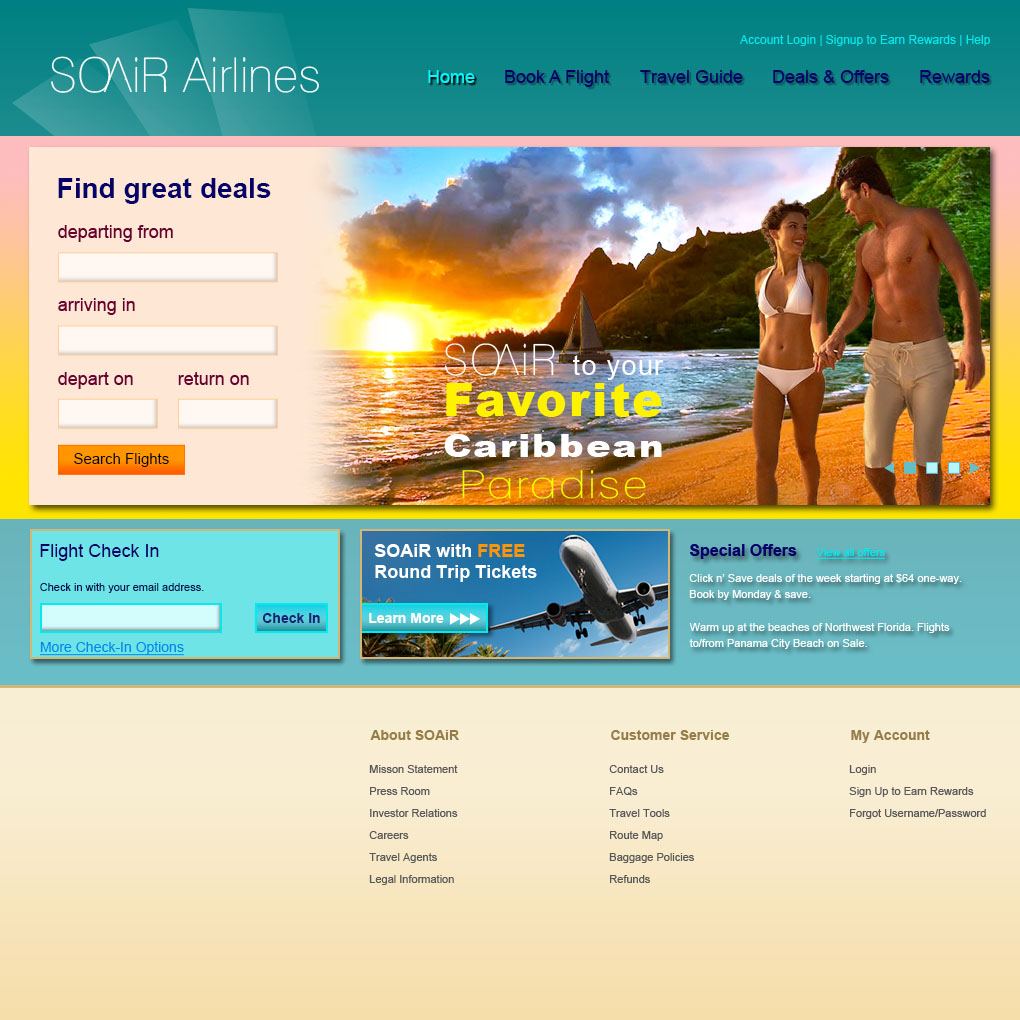 SOAiR Airlines
Account Login | Signup to Earn Rewards | Help
Home Book A Flight Travel Guide Deals & Offers Rewards
Find great deals
departing from
arriving in
depart on return on
Search Flights
SOAiR to your
Favorite
Caribbean
Paradise
Flight Check In
Check in with your email address.
Check In
More Check-In Options
SOAiR with FREE
Round Trip Tickets
Learn More
Special Offers View all offers
Click n' Save deals of the week starting at $64 one-way.
Book by Monday & save.
Warm up at the beaches of Northwest Florida. Flights
to/from Panama City Beach on Sale.
About SOAiR
Misson Statement
Press Room
Investor Relations
Careers
Travel Agents
Legal Information
Customer Service
Contact Us
FAQs
Travel Tools
Route Map
Baggage Policies
Refunds
My Account
Login
Sign Up to Earn Rewards
Forgot Username/Password